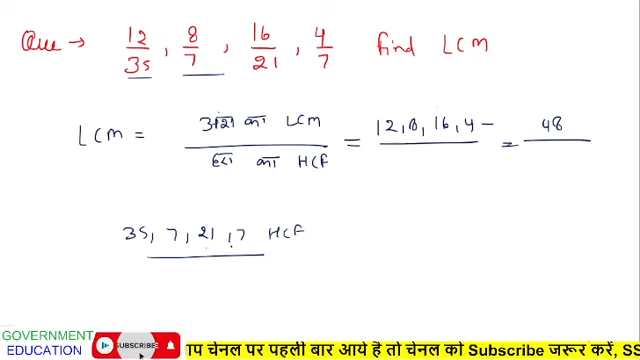 Que → 12/35, 8/7, 16/21, 4/7 find LCM
LCM = अंश का LCM / हर का HCF = 12, 8, 16, 4 – = 48
35, 7, 21, 7 HCF
GOVERNMENT
EDUCATION
SUBSCRIBE
ाप चेनल पर पहली बार आये है तो चेनल को Subscribe जरूर करें, SS